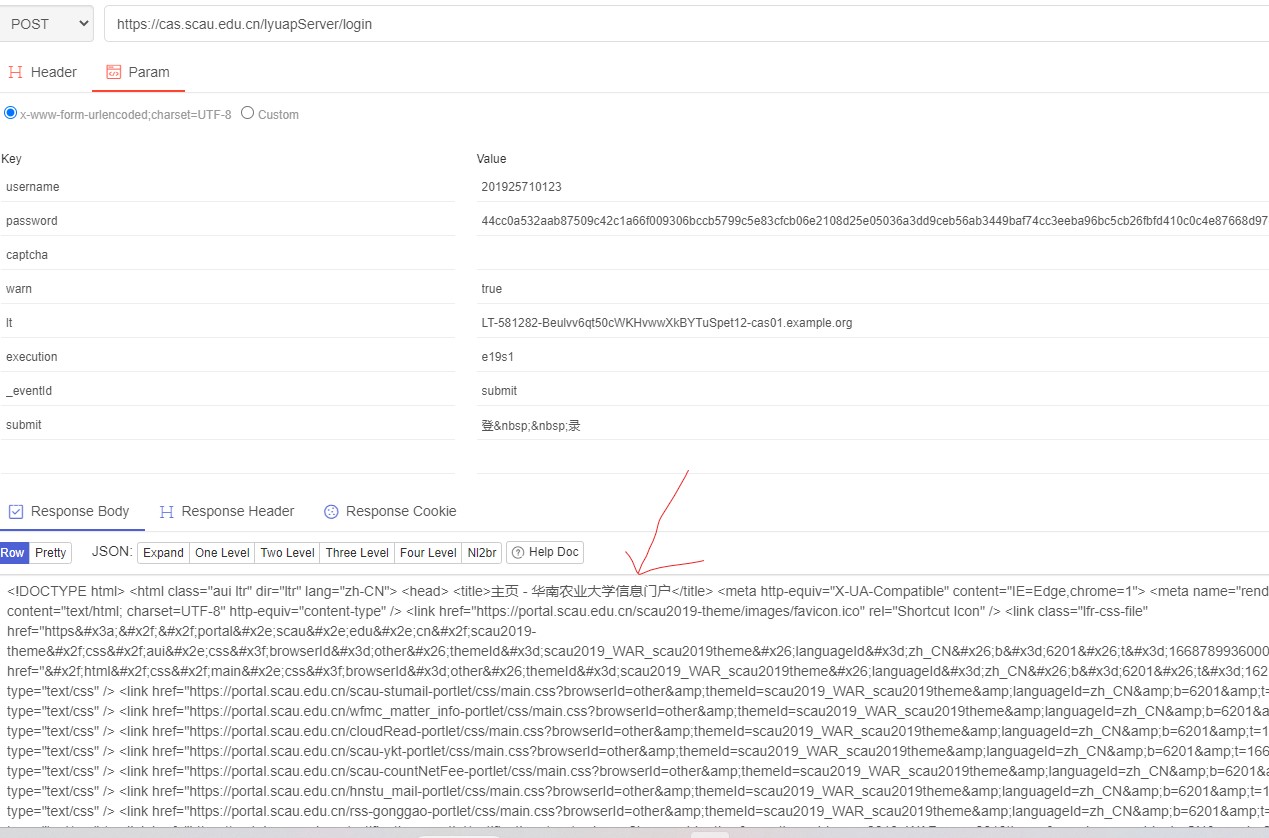 POST
https://cas.scau.edu.cn/lyuapServer/login
Header Param
x-www-form-urlencoded;charset=UTF-8 Custom
Key Value
username 201925710123
password 44cc0a532aab87509c42c1a66f009306bccb5799c5e83cfcb06e2108d25e05036a3dd9ceb56ab3449baf74cc3eeba96bc5cb26fbfd410c0c4e87668d97
captcha
warn true
lt LT-581282-Beulvv6qt50cWKHvwwXkBYTuSpet12-cas01.example.org
execution e19s1
_eventId submit
submit 登&nbsp;&nbsp;录
Response Body Response Header Response Cookie
Row Pretty JSON: Expand One Level Two Level Three Level Four Level Nl2br Help Doc
<!DOCTYPE html> <html class="aui ltr" dir="ltr" lang="zh-CN"> <head> <title>主页 - 华南农业大学信息门户</title> <meta http-equiv="X-UA-Compatible" content="IE=Edge,chrome=1"> <meta name="rend
content="text/html; charset=UTF-8" http-equiv="content-type" /> <link href="https://portal.scau.edu.cn/scau2019-theme/images/favicon.ico" rel="Shortcut Icon" /> <link class="lfr-css-file"
href="https&#x3a;&#x2f;&#x2f;portal&#x2e;scau&#x2e;edu&#x2e;cn&#x2f;scau2019-
theme&#x2f;css&#x2f;aui&#x2e;css&#x3f;browserId&#x3d;other&#x26;themeId&#x3d;scau2019_WAR_scau2019theme&#x26;languageId&#x3d;zh_CN&#x26;b&#x3d;6201&#x26;t&#x3d;1668789936000
href="&#x2f;html&#x2f;css&#x2f;main&#x2e;css&#x3f;browserId&#x3d;other&#x26;themeId&#x3d;scau2019_WAR_scau2019theme&#x26;languageId&#x3d;zh_CN&#x26;b&#x3d;6201&#x26;t&#x3d;162
type="text/css" /> <link href="https://portal.scau.edu.cn/scau-stumail-portlet/css/main.css?browserId=other&amp;themeId=scau2019_WAR_scau2019theme&amp;languageId=zh_CN&amp;b=6201&amp;t=
type="text/css" /> <link href="https://portal.scau.edu.cn/wfmc_matter_info-portlet/css/main.css?browserId=other&amp;themeId=scau2019_WAR_scau2019theme&amp;languageId=zh_CN&amp;b=6201&a
type="text/css" /> <link href="https://portal.scau.edu.cn/cloudRead-portlet/css/main.css?browserId=other&amp;themeId=scau2019_WAR_scau2019theme&amp;languageId=zh_CN&amp;b=6201&amp;t=1
type="text/css" /> <link href="https://portal.scau.edu.cn/scau-ykt-portlet/css/main.css?browserId=other&amp;themeId=scau2019_WAR_scau2019theme&amp;languageId=zh_CN&amp;b=6201&amp;t=166
type="text/css" /> <link href="https://portal.scau.edu.cn/scau-countNetFee-portlet/css/main.css?browserId=other&amp;themeId=scau2019_WAR_scau2019theme&amp;languageId=zh_CN&amp;b=6201&a
type="text/css" /> <link href="https://portal.scau.edu.cn/hnstu_mail-portlet/css/main.css?browserId=other&amp;themeId=scau2019_WAR_scau2019theme&amp;languageId=zh_CN&amp;b=6201&amp;t=1
type="text/css" /> <link href="https://portal.scau.edu.cn/rss-gonggao-portlet/css/main.css?browserId=other&amp;themeId=scau2019_WAR_scau2019theme&amp;languageId=zh_CN&amp;b=6201&amp;t=